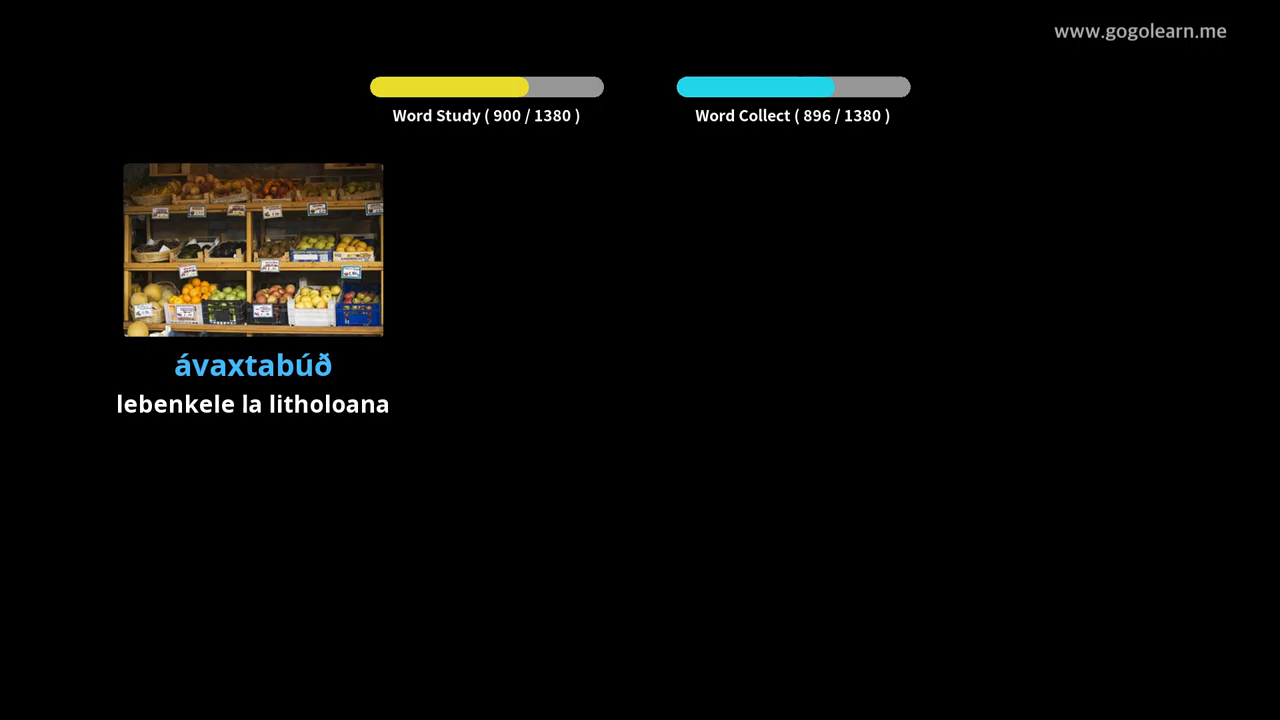 www.gogolearn.me
Word Study ( 900 / 1380 )
Word Collect ( 896 / 1380 )
ávaxtabúð
lebenkele la litholoana